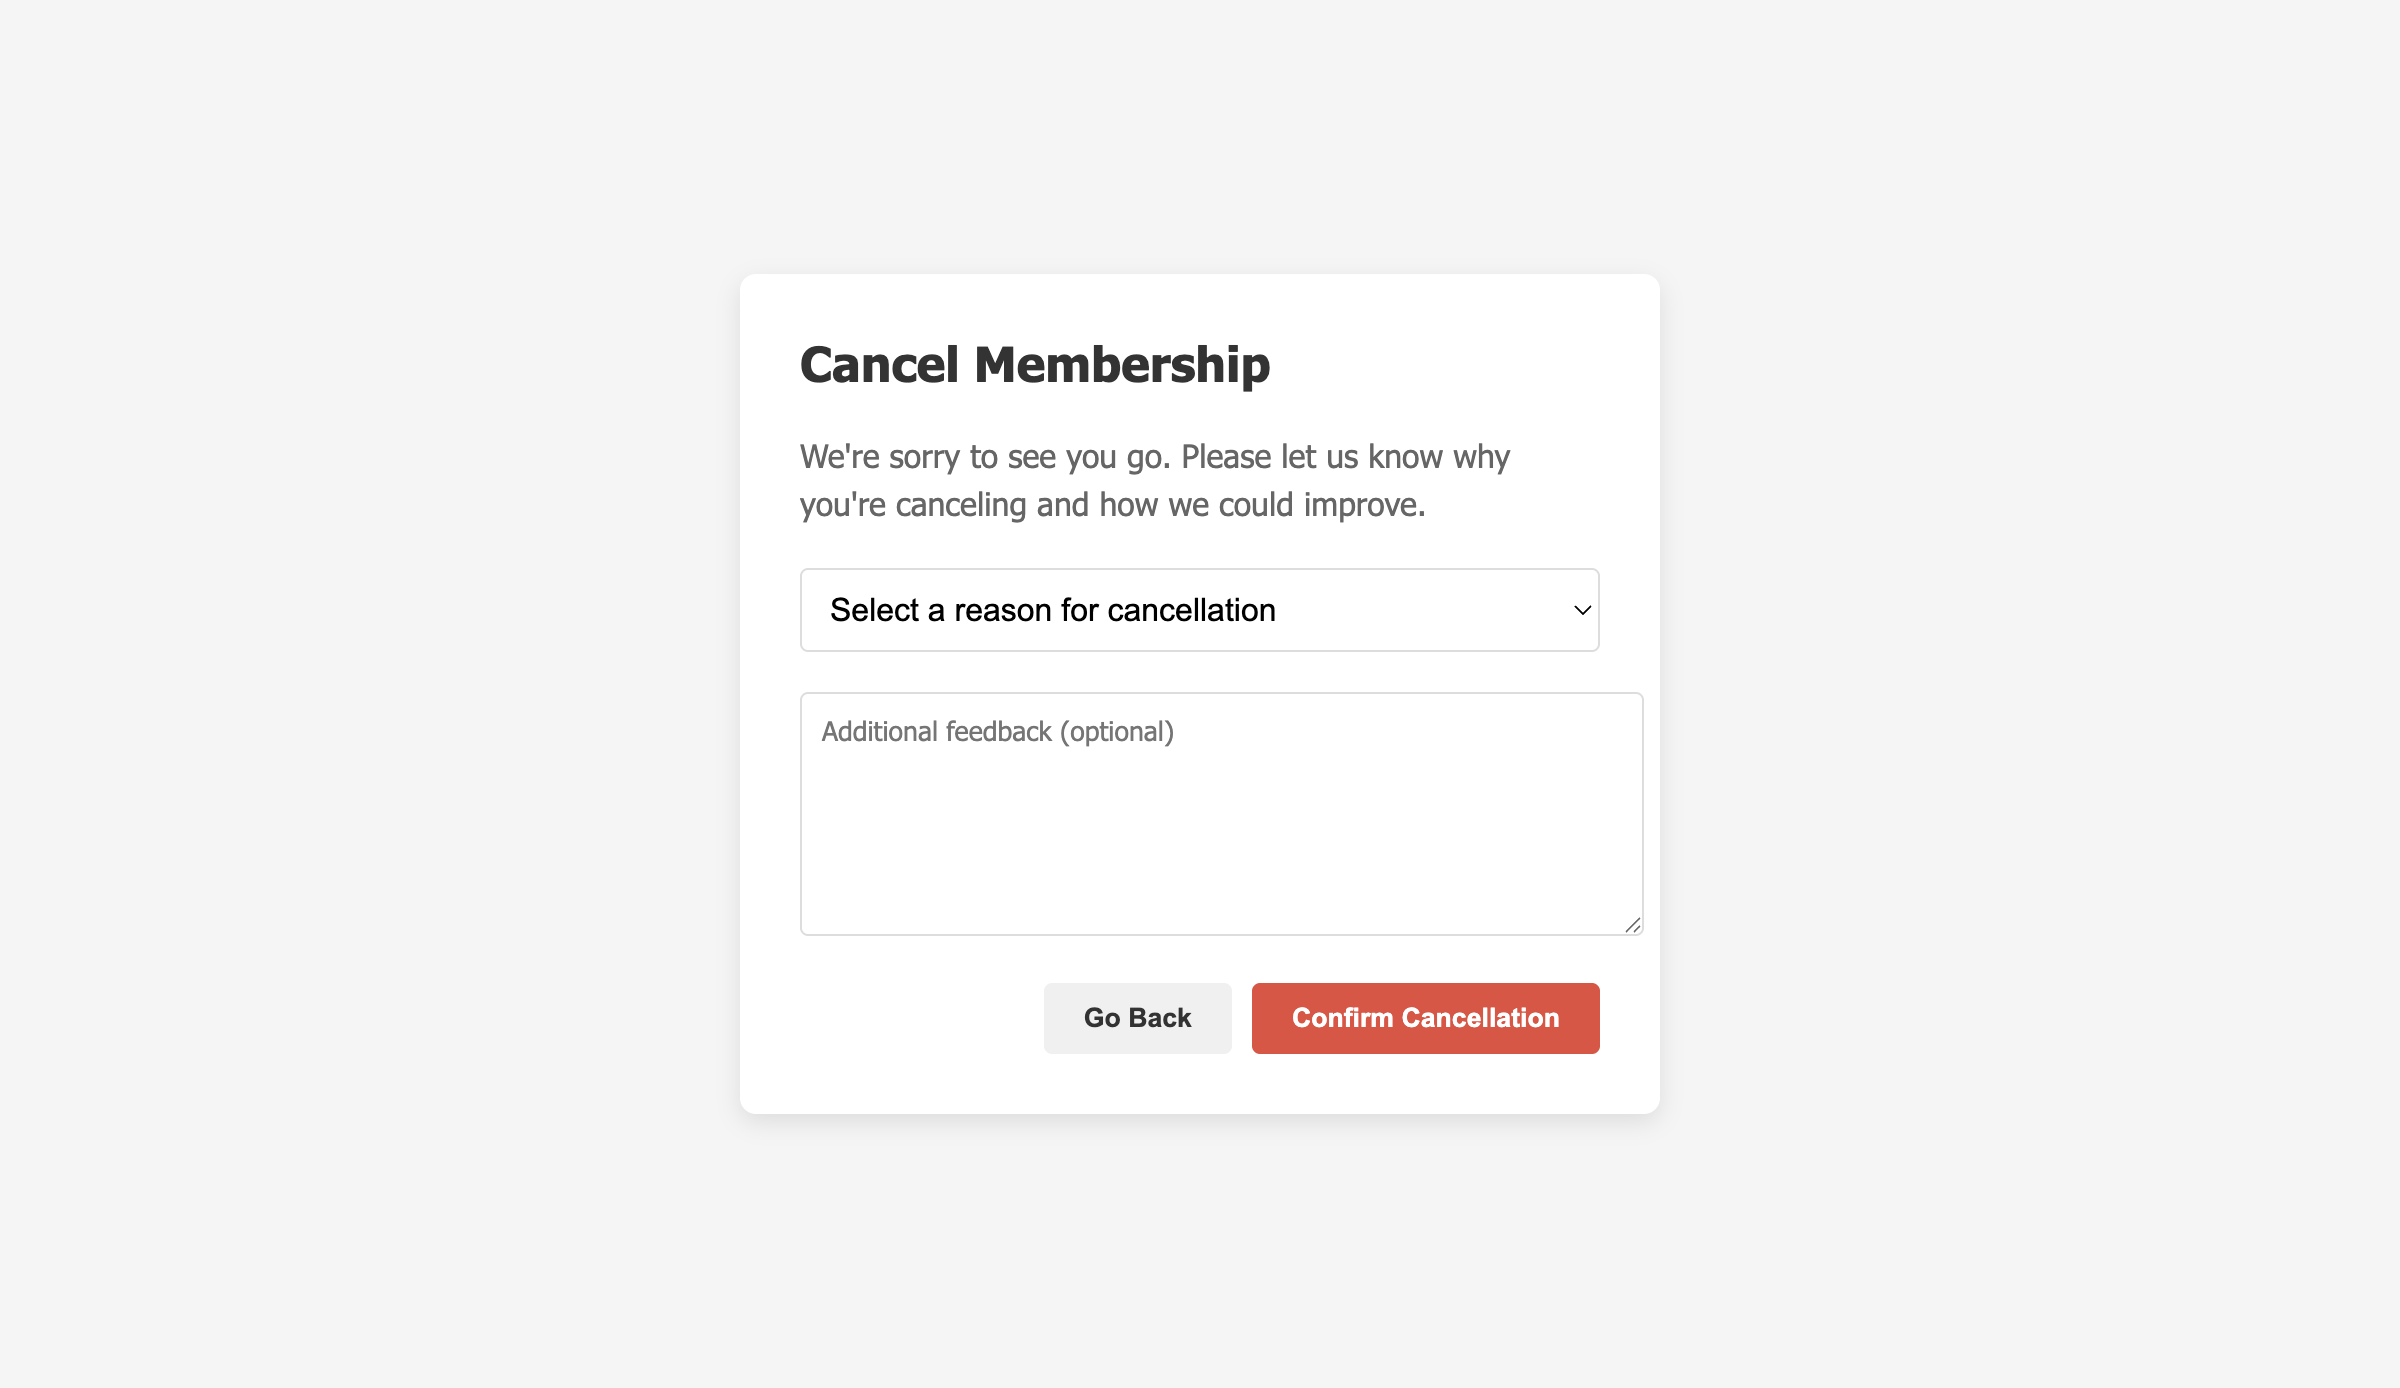 Cancel Membership
We're sorry to see you go. Please let us know why
you're canceling and how we could improve.
Select a reason for cancellation
Additional feedback (optional)
Go Back
Confirm Cancellation